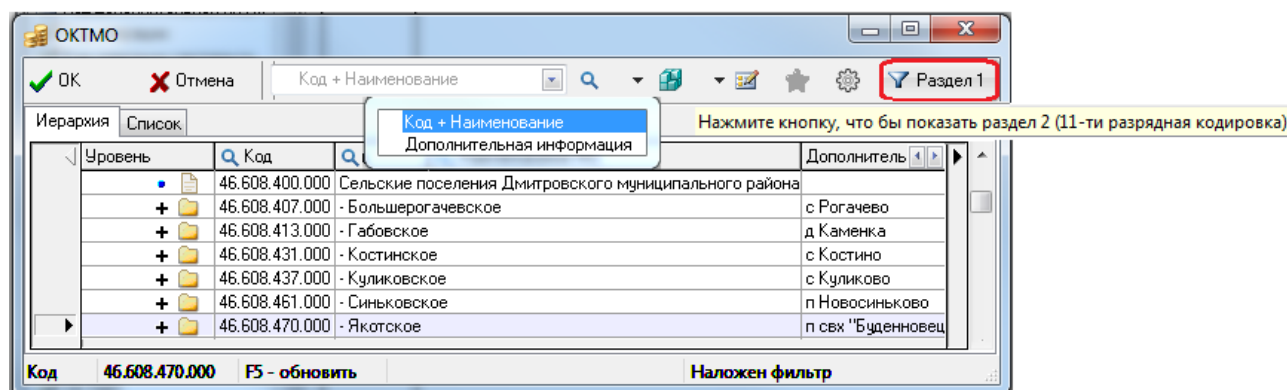 ОКТМО
ОК Отмена Код + Наименование Раздел 1
Код + Наименование
Дополнительная информация
Нажмите кнопку, что бы показать раздел 2 (11-ти разрядная кодировка)
Иерархия Список
Уровень Код Дополнитель
46.608.400.000 Сельские поселения Дмитровского муниципального района
46.608.407.000 - Большерогачевское с Рогачево
46.608.413.000 - Габовское д Каменка
46.608.431.000 - Костинское с Костино
46.608.437.000 - Куликовское с Куликово
46.608.461.000 - Синьковское п Новосиньково
46.608.470.000 - Якотское п свх "Буденновец
Код 46.608.470.000 F5 - обновить Наложен фильтр